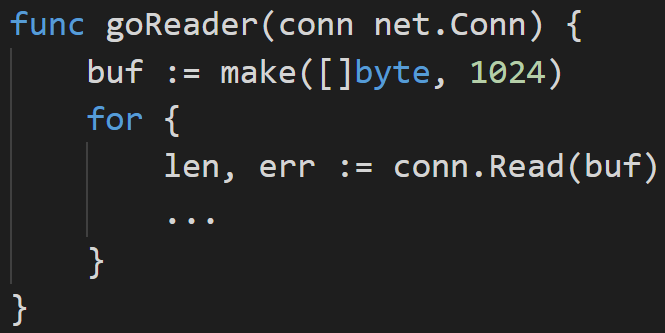 func goReader(conn net.Conn) {
    buf := make([]byte, 1024)
    for {
        len, err := conn.Read(buf)
        ...
    }
}